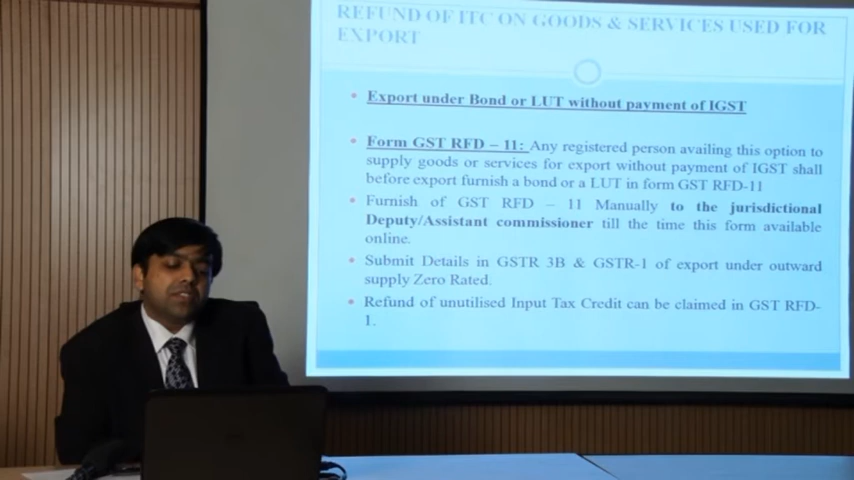 REFUND OF ITC ON GOODS & SERVICES USED FOR
EXPORT
• Export under Bond or LUT without payment of IGST
• Form GST RFD – 11: Any registered person availing this option to
supply goods or services for export without payment of IGST shall
before export furnish a bond or a LUT in form GST RFD-11
• Furnish of GST RFD – 11 Manually to the jurisdictional
Deputy/Assistant commissioner till the time this form available
online.
• Submit Details in GSTR 3B & GSTR-1 of export under outward
supply Zero Rated.
• Refund of unutilised Input Tax Credit can be claimed in GST RFD-
1.